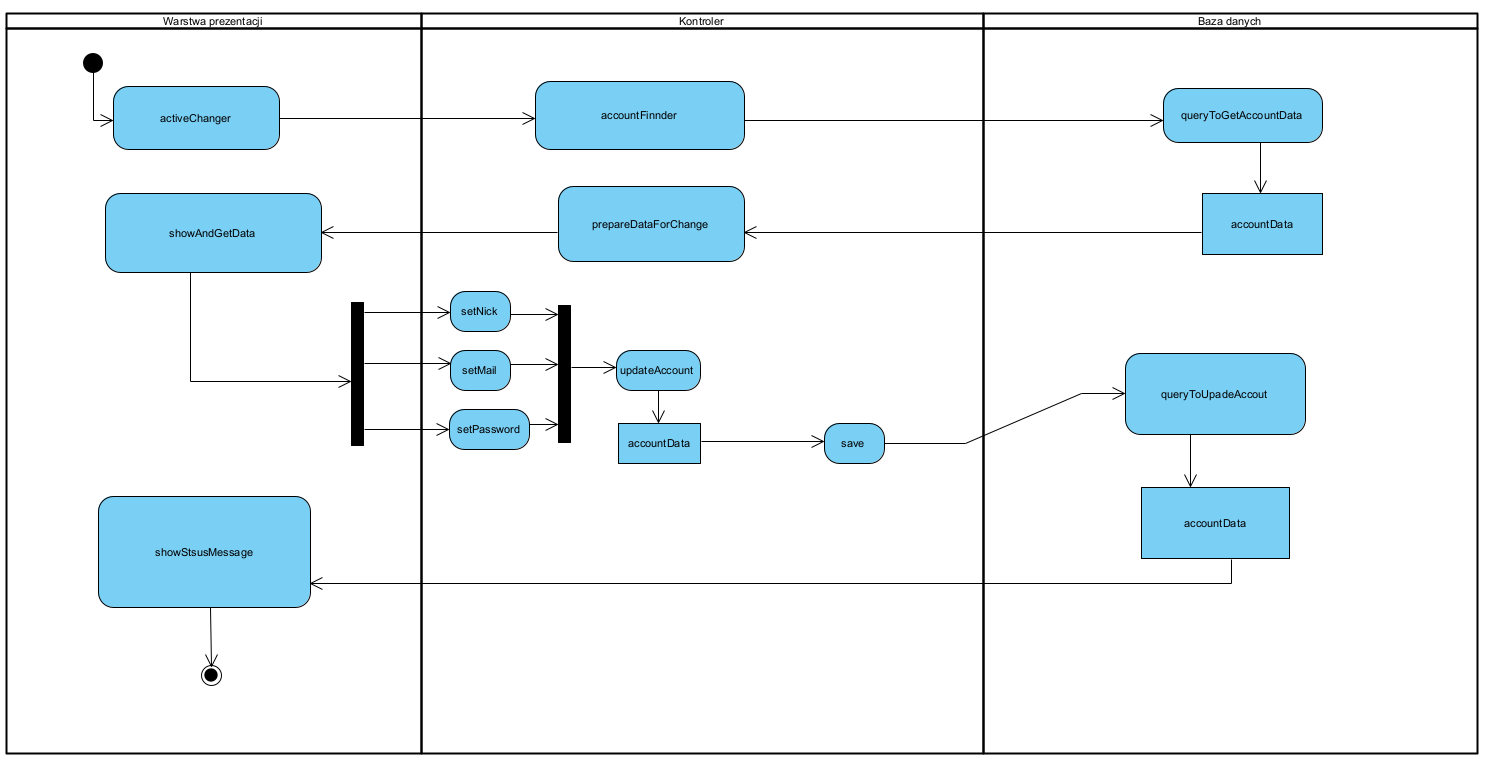 Warstwa prezentacji
Kontroler
Baza danych
activeChanger
accountFinnder
queryToGetAccountData
showAndGetData
prepareDataForChange
accountData
setNick
setMail
setPassword
updateAccount
accountData
save
queryToUpadeAccout
accountData
showStsusMessage